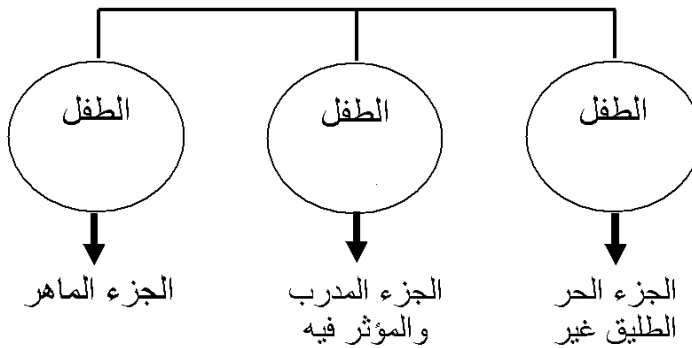 الطفل
الطفل
الطفل
الجزء الحر
الطليق غير
الجزء المدرب
والمؤثر فيه
الجزء الماهر